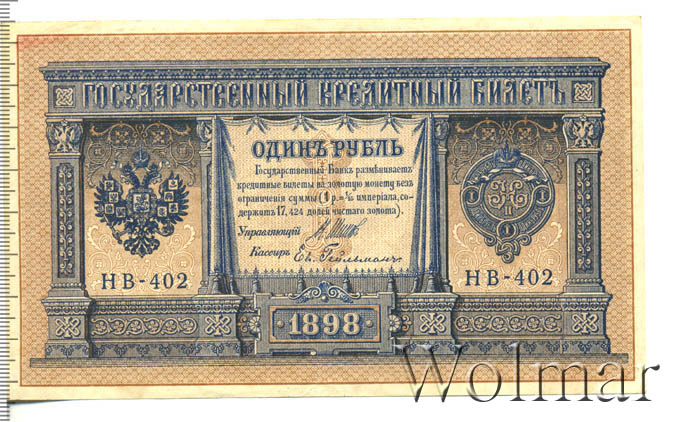 ГОСУДАРСТВЕННЫЙ КРЕДИТНЫЙ БИЛЕТЪ
ОДИНЪ РУБЛЬ
Государственный Банкъ размѣниваетъ
кредитные билеты на золотую монету безъ
ограниченія суммы (1 р. = 1/15 имперіала, со-
держитъ 17,424 долей чистаго золота).
Управляющій
Кассиръ
НВ-402
НВ-402
1898
Wolmar